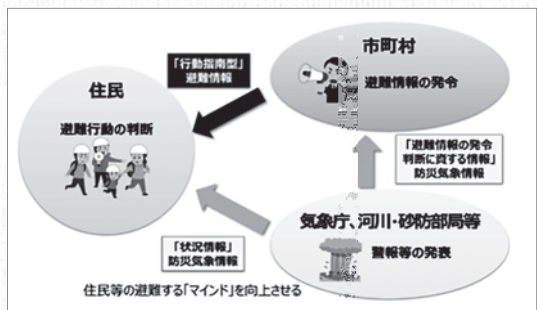 市町村
避難情報の発令
「行動指南型」
避難情報
住民
避難行動の判断
「避難情報の発令
判断に資する情報」
防災気象情報
気象庁、河川・砂防部局等
警報等の発表
「状況情報」
防災気象情報
住民等の避難する「マインド」を向上させる